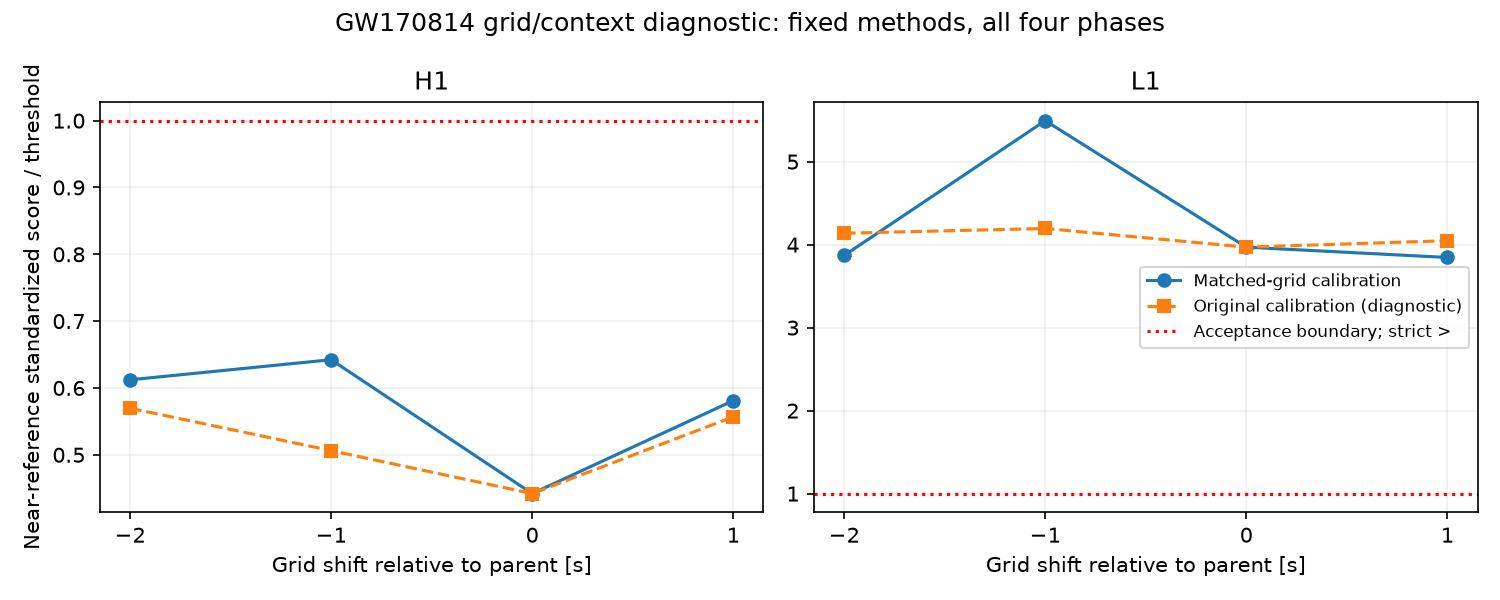 GW170814 grid/context diagnostic: fixed methods, all four phases
H1
Near-reference standardized score / threshold
1.0
0.9
0.8
0.7
0.6
0.5
−2
−1
0
1
Grid shift relative to parent [s]
L1
5
4
3
2
1
Matched-grid calibration
Original calibration (diagnostic)
Acceptance boundary; strict >
−2
−1
0
1
Grid shift relative to parent [s]